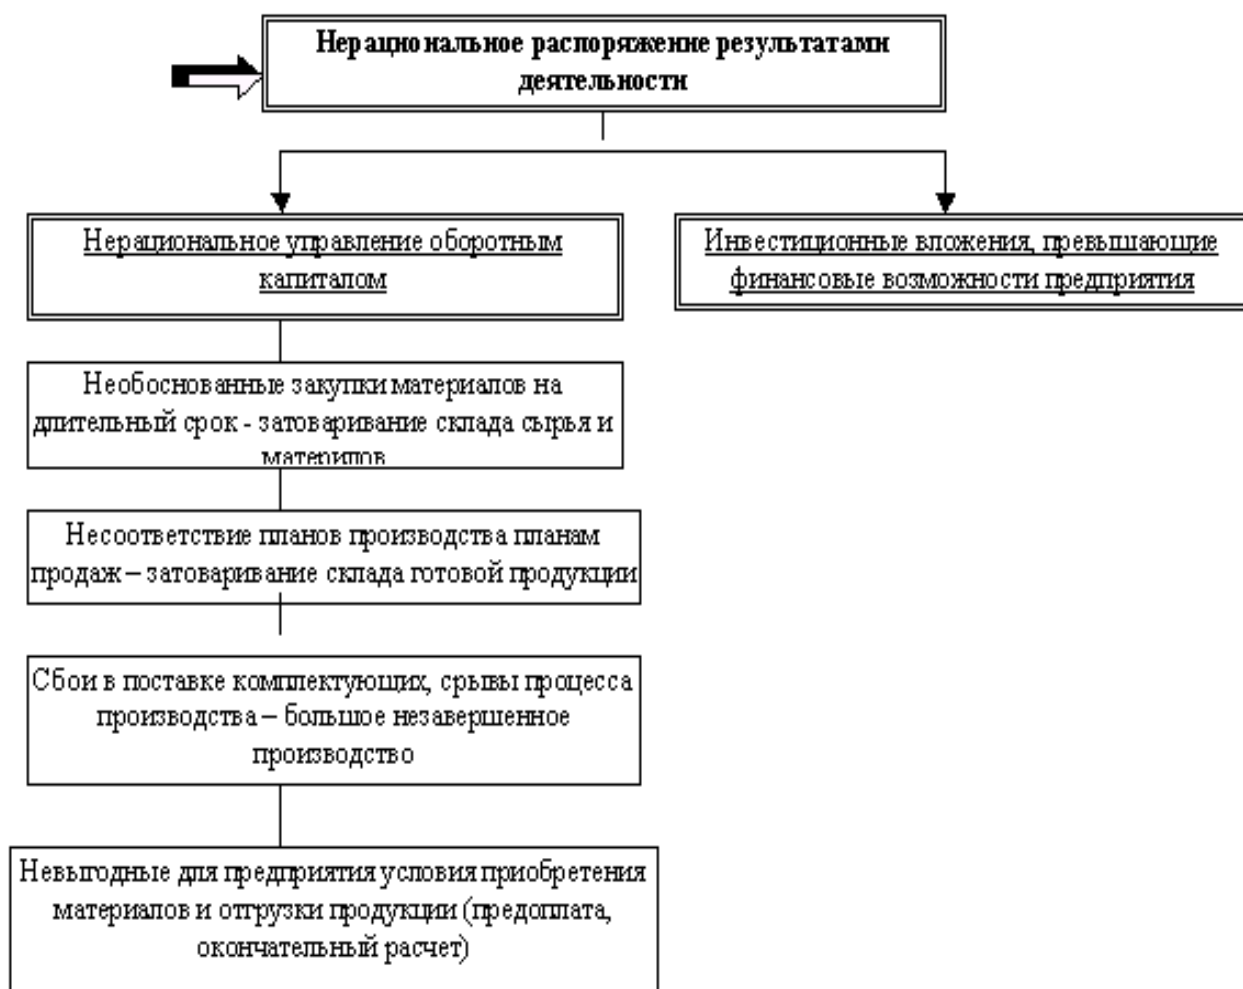 Нерациональное распоряжение результатами
деятельности
Нерациональное управление оборотным
капиталом
Инвестиционные вложения, превышающие
финансовые возможности предприятия
Необоснованные закупки материалов на
длительный срок - затоваривание склада сырья и
материлов
Несоответствие планов производства планам
продаж – затоваривание склада готовой продукции
Сбои в поставке комплектующих, срывы процесса
производства – большое незавершенное
производство
Невыгодные для предприятия условия приобретения
материалов и отгрузки продукции (предоплата,
окончательный расчет)